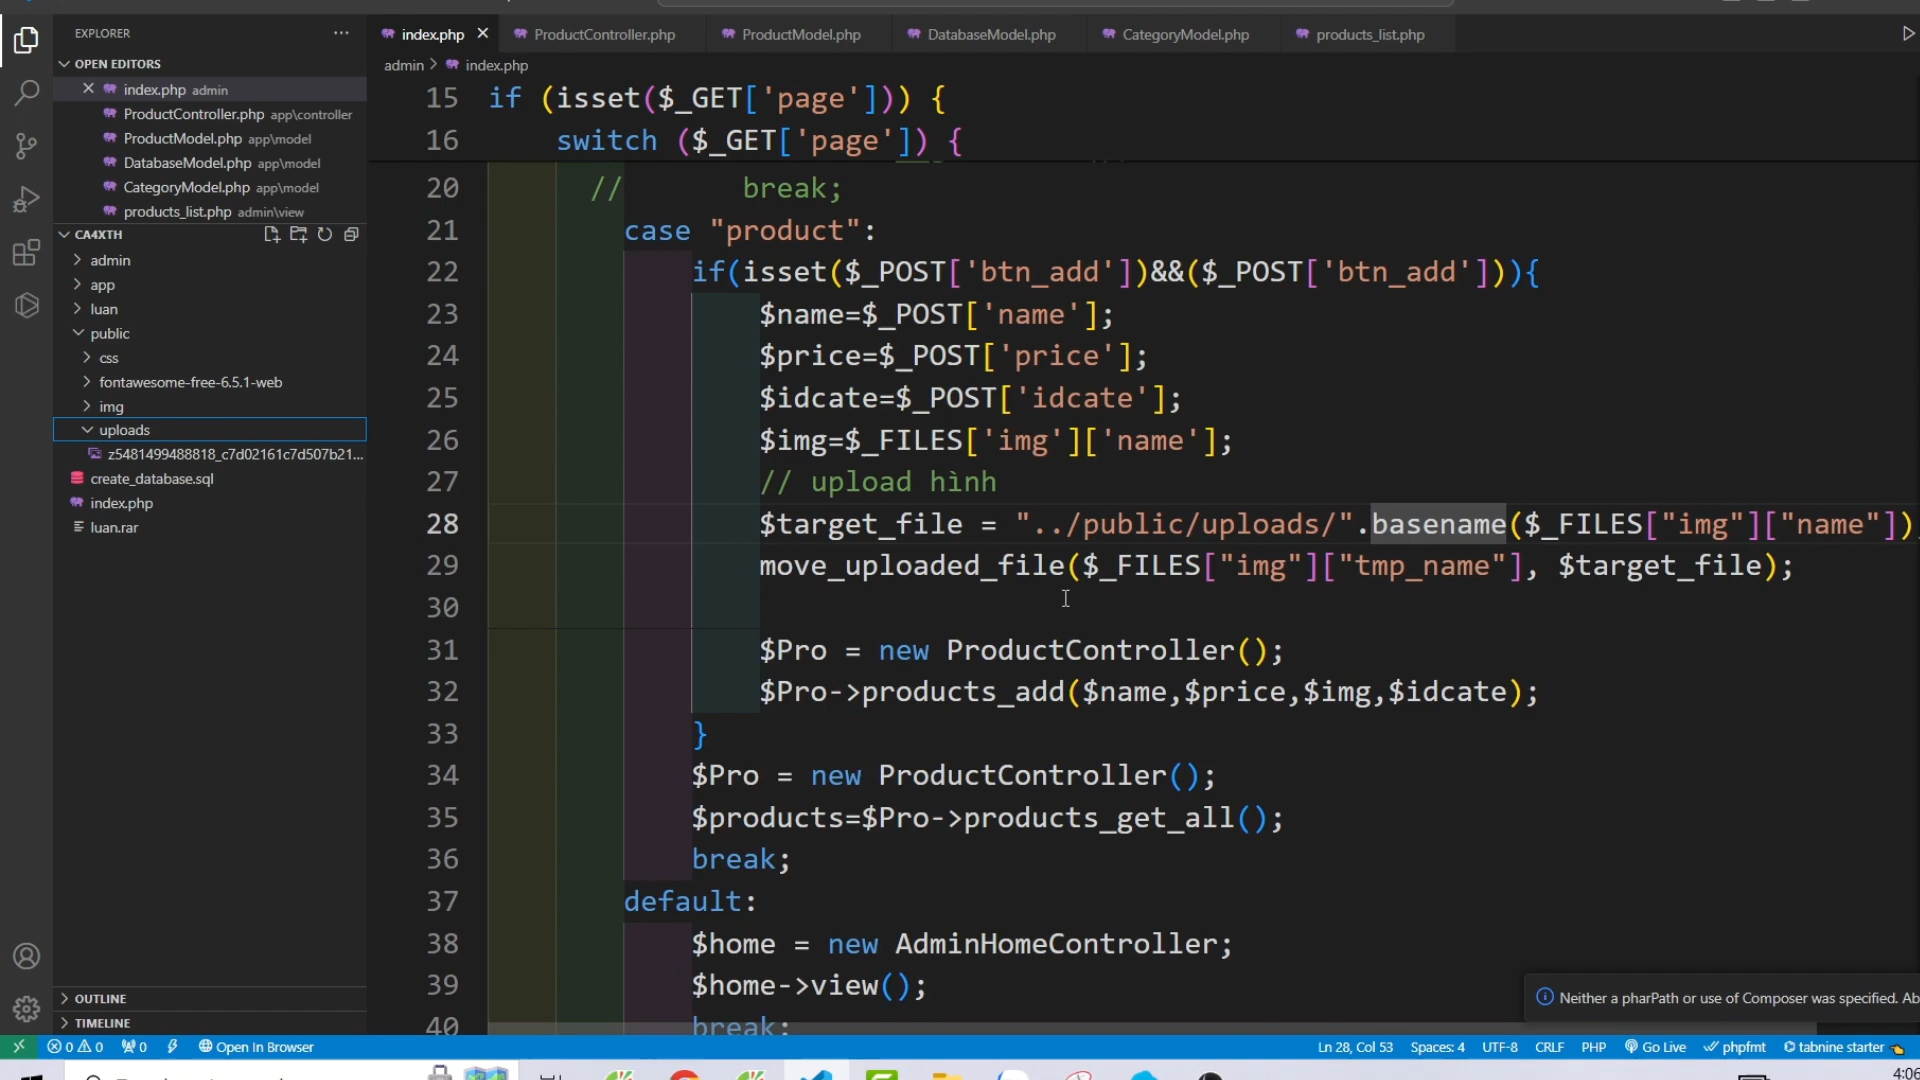 EXPLORER
OPEN EDITORS
index.php admin
ProductController.php app\controller
ProductModel.php app\model
DatabaseModel.php app\model
CategoryModel.php app\model
products_list.php admin\view
CA4XTH
admin
app
luan
public
css
fontawesome-free-6.5.1-web
img
uploads
z5481499488818_c7d02161c7d507b21...
create_database.sql
index.php
luan.rar
OUTLINE
TIMELINE
index.php
ProductController.php
ProductModel.php
DatabaseModel.php
CategoryModel.php
products_list.php
admin > index.php
15 if (isset($_GET['page'])) {
16 switch ($_GET['page']) {
20 // break;
21 case "product":
22 if(isset($_POST['btn_add'])&&($_POST['btn_add'])){
23 $name=$_POST['name'];
24 $price=$_POST['price'];
25 $idcate=$_POST['idcate'];
26 $img=$_FILES['img']['name'];
27 // upload hình
28 $target_file = "../public/uploads/".basename($_FILES["img"]["name"])
29 move_uploaded_file($_FILES["img"]["tmp_name"], $target_file);
30
31 $Pro = new ProductController();
32 $Pro->products_add($name,$price,$img,$idcate);
33 }
34 $Pro = new ProductController();
35 $products=$Pro->products_get_all();
36 break;
37 default:
38 $home = new AdminHomeController;
39 $home->view();
40 break;
Neither a pharPath or use of Composer was specified. Ab
0 0 0 Open In Browser
Ln 28, Col 53 Spaces: 4 UTF-8 CRLF PHP Go Live phpfmt tabnine starter
4:06